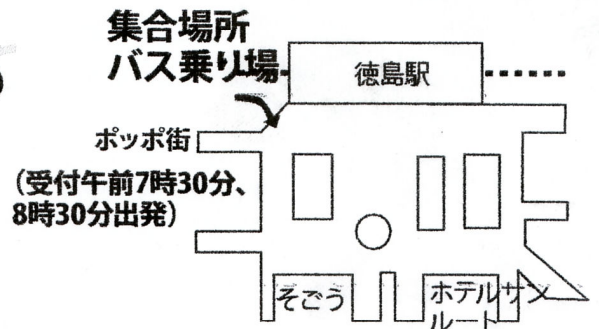 集合場所
バス乗り場
徳島駅
ポッポ街
（受付午前7時30分、
8時30分出発）
そごう
ホテルサン
ルート